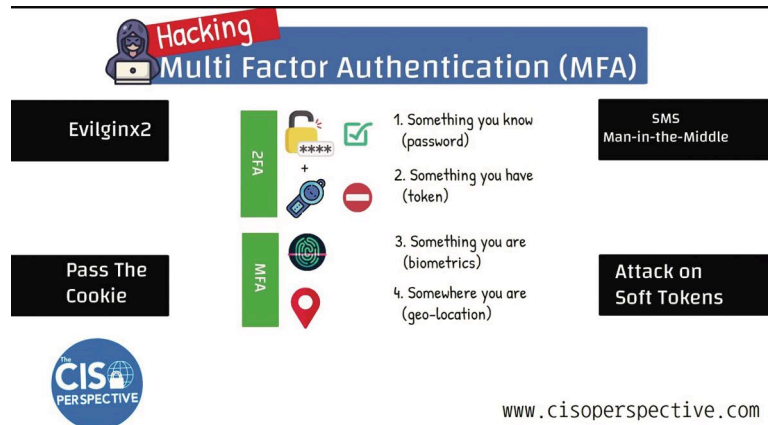 Hacking
Multi Factor Authentication (MFA)
Evilginx2
2FA
****
+
1. Something you know
(password)
2. Something you have
(token)
SMS
Man-in-the-Middle
Pass The
Cookie
MFA
3. Something you are
(biometrics)
4. Somewhere you are
(geo-location)
Attack on
Soft Tokens
The
CISO
PERSPECTIVE
www.cisoperspective.com